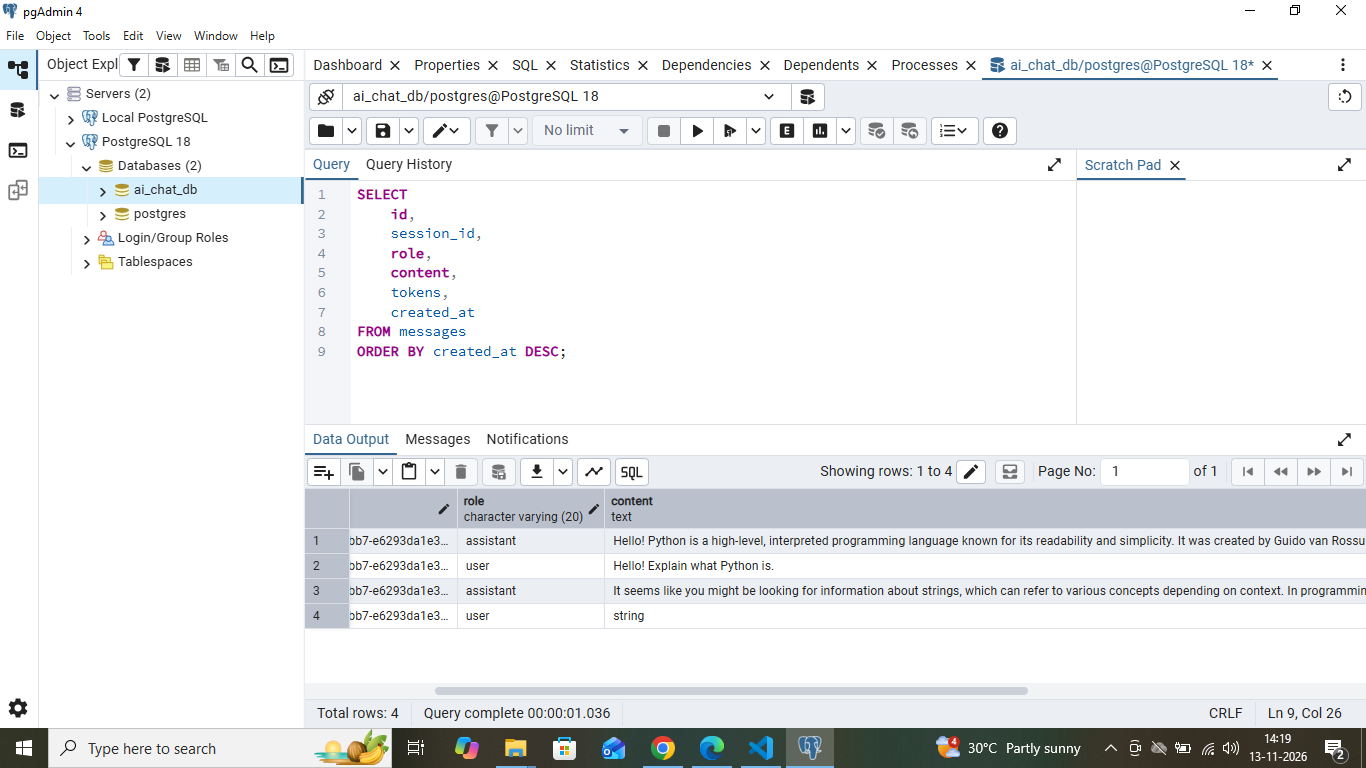 pgAdmin 4
File Object Tools Edit View Window Help
Object Expl
Dashboard Properties SQL Statistics Dependencies Dependents Processes ai_chat_db/postgres@PostgreSQL 18*
Servers (2)
Local PostgreSQL
PostgreSQL 18
Databases (2)
ai_chat_db
postgres
Login/Group Roles
Tablespaces
ai_chat_db/postgres@PostgreSQL 18
No limit
E
Query Query History
Scratch Pad
1 SELECT
2 id,
3 session_id,
4 role,
5 content,
6 tokens,
7 created_at
8 FROM messages
9 ORDER BY created_at DESC;
Data Output Messages Notifications
SQL Showing rows: 1 to 4 Page No: 1 of 1
role content
character varying (20) text
1 bb7-e6293da1e3... assistant Hello! Python is a high-level, interpreted programming language known for its readability and simplicity. It was created by Guido van Rossu
2 bb7-e6293da1e3... user Hello! Explain what Python is.
3 bb7-e6293da1e3... assistant It seems like you might be looking for information about strings, which can refer to various concepts depending on context. In programmin
4 bb7-e6293da1e3... user string
Total rows: 4 Query complete 00:00:01.036 CRLF Ln 9, Col 26
Type here to search 4 30°C Partly sunny 14:19
13-11-2026 2